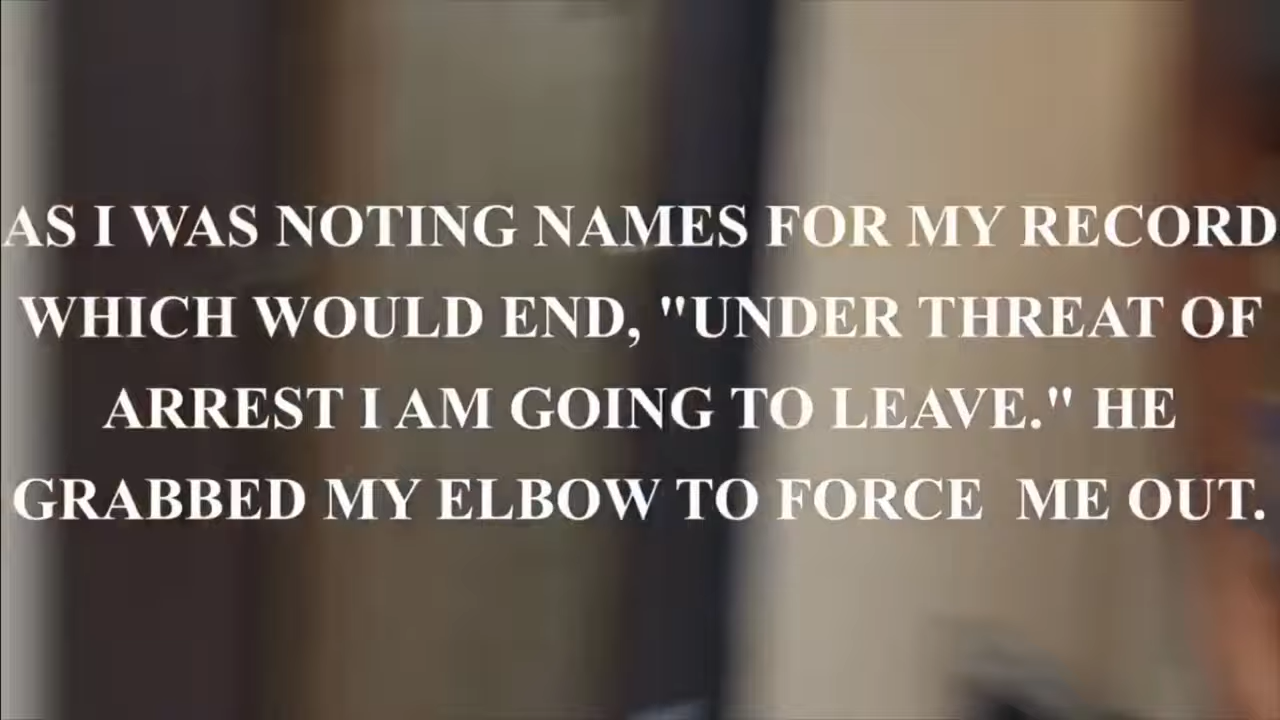 AS I WAS NOTING NAMES FOR MY RECORD
WHICH WOULD END, "UNDER THREAT OF
ARREST I AM GOING TO LEAVE." HE
GRABBED MY ELBOW TO FORCE  ME OUT.